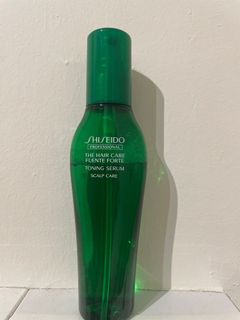 SHISEIDO
PROFESSIONAL
THE HAIR CARE
FUENTE FORTE
TONING SERUM
SCALP CARE